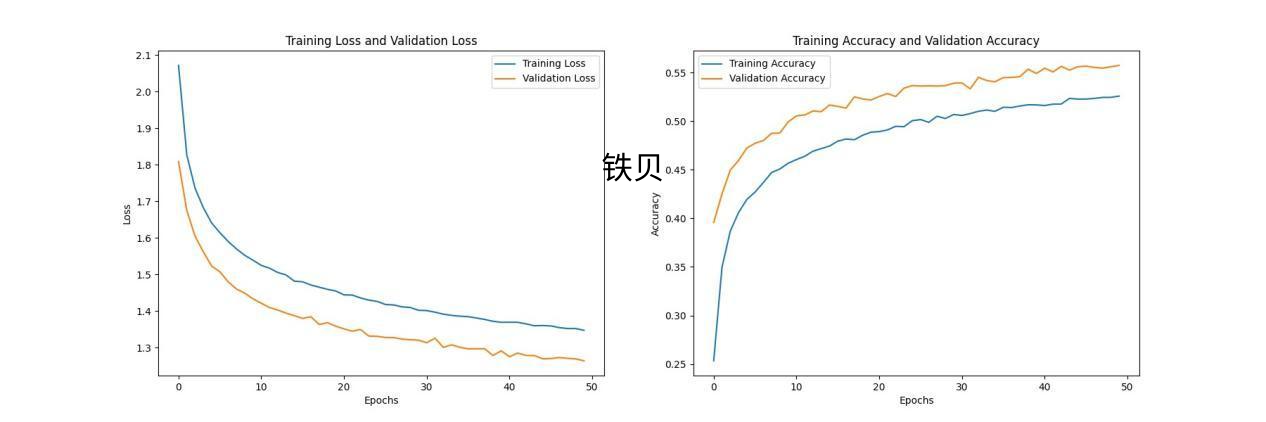 Training Loss and Validation Loss
2.1
2.0
1.9
1.8
1.7
1.6
1.5
1.4
1.3
Loss
0 10 20 30 40 50
Epochs
Training Loss
Validation Loss
铁贝
Training Accuracy and Validation Accuracy
0.55
0.50
0.45
0.40
0.35
0.30
0.25
Accuracy
0 10 20 30 40 50
Epochs
Training Accuracy
Validation Accuracy